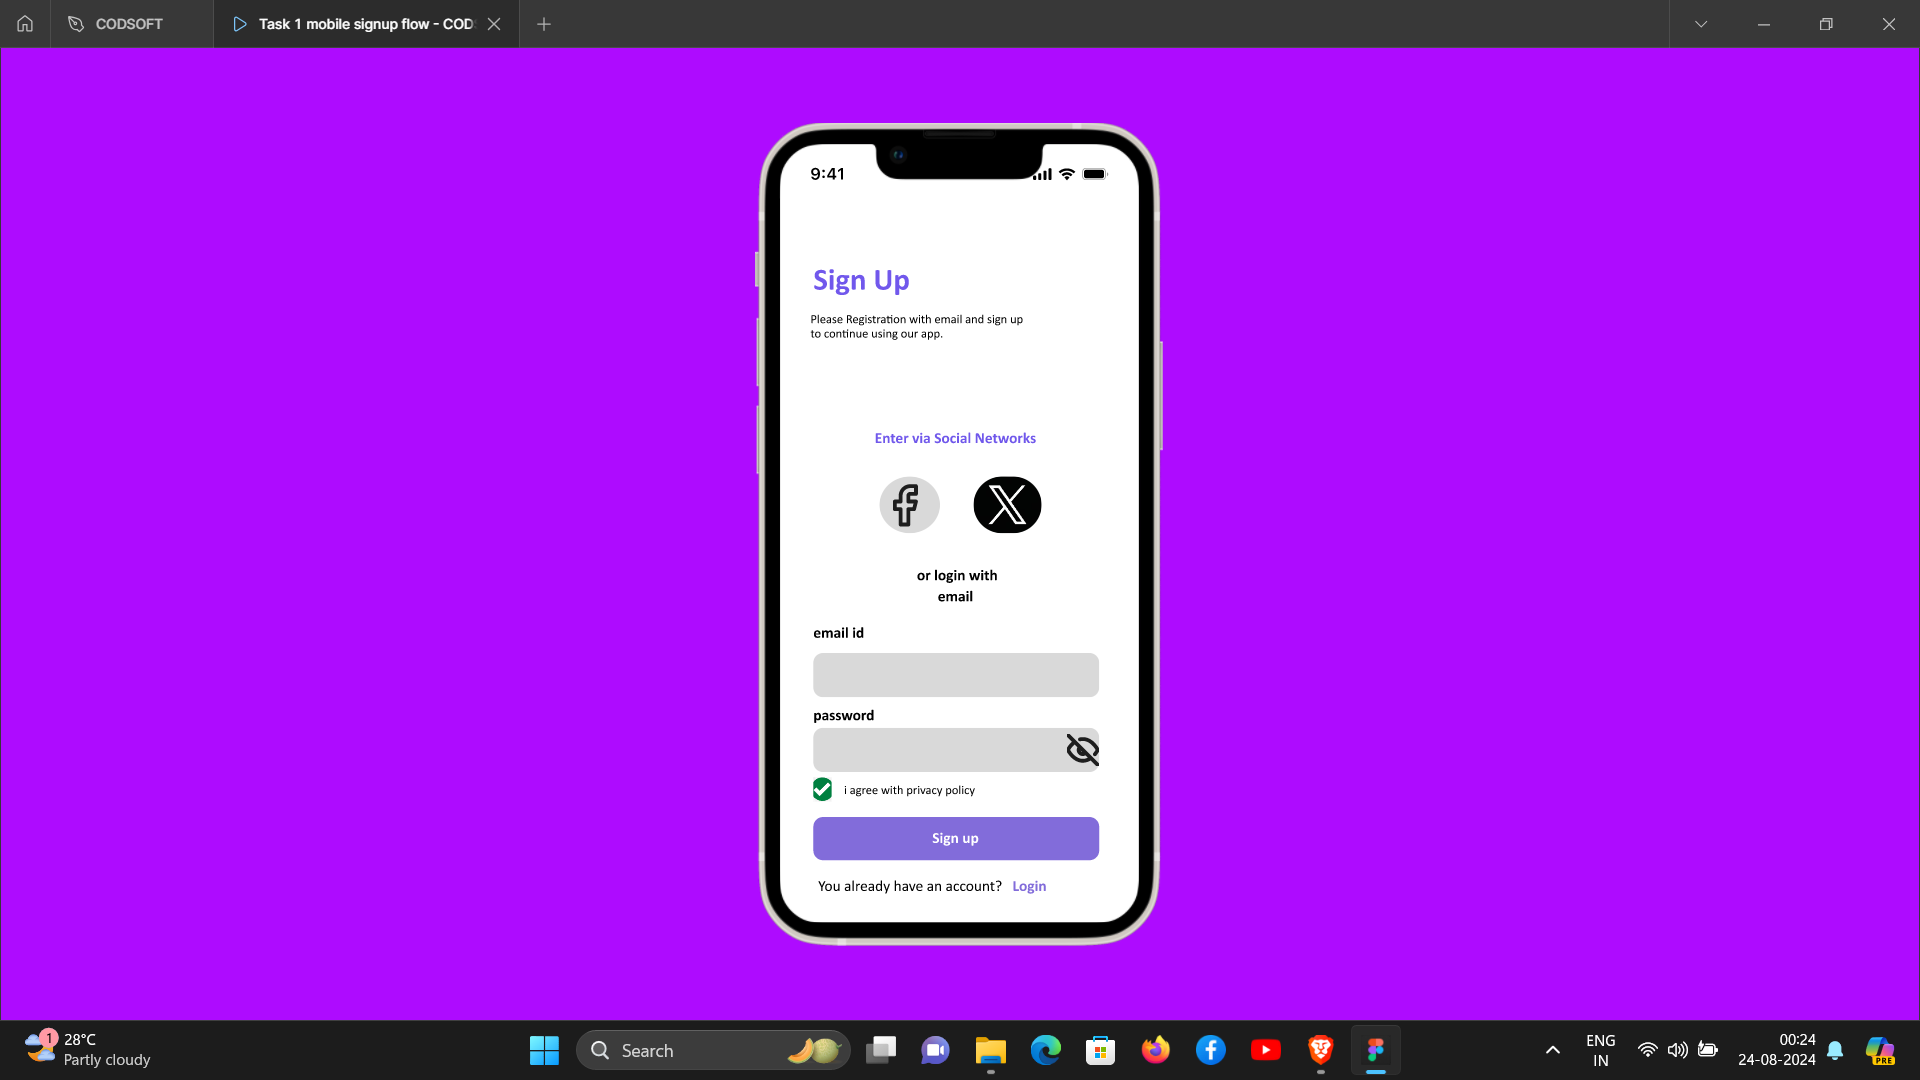 CODSOFT
Task 1 mobile signup flow - COD
9:41
Sign Up
Please Registration with email and sign up
to continue using our app.
Enter via Social Networks
or login with
email
email id
password
i agree with privacy policy
Sign up
You already have an account? Login
1
28°C
Partly cloudy
Search
ENG
IN
00:24
24-08-2024
PRE